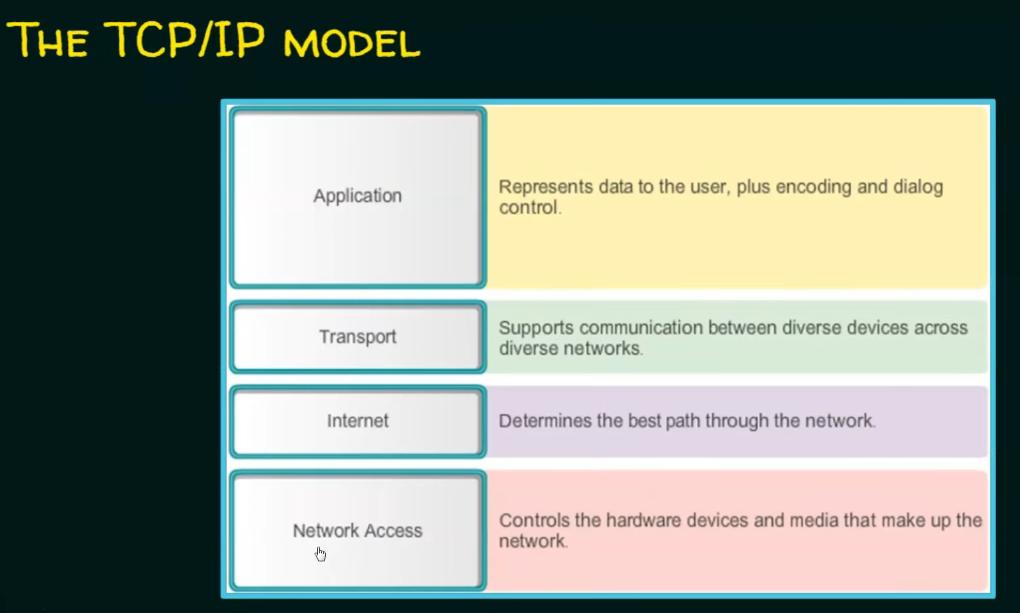 The TCP/IP model
Application
Represents data to the user, plus encoding and dialog
control.
Transport
Supports communication between diverse devices across
diverse networks.
Internet
Determines the best path through the network.
Network Access
Controls the hardware devices and media that make up the
network.